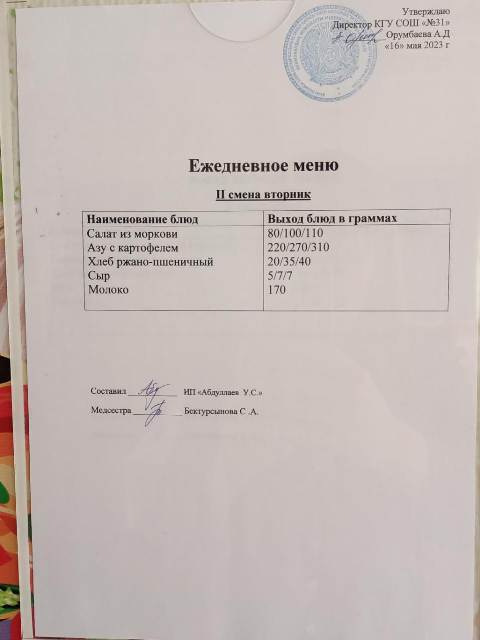 Утверждаю
Директор КГУ СОШ «№31»
Орумбаева А.Д
«16» мая 2023 г
Ежедневное меню
II смена вторник
Наименование блюд Выход блюд в граммах
Салат из моркови 80/100/110
Азу с картофелем 220/270/310
Хлеб ржано-пшеничный 20/35/40
Сыр 5/7/7
Молоко 170
Составил ИП «Абдуллаев У.С.»
Медсестра Бектурсынова С .А.